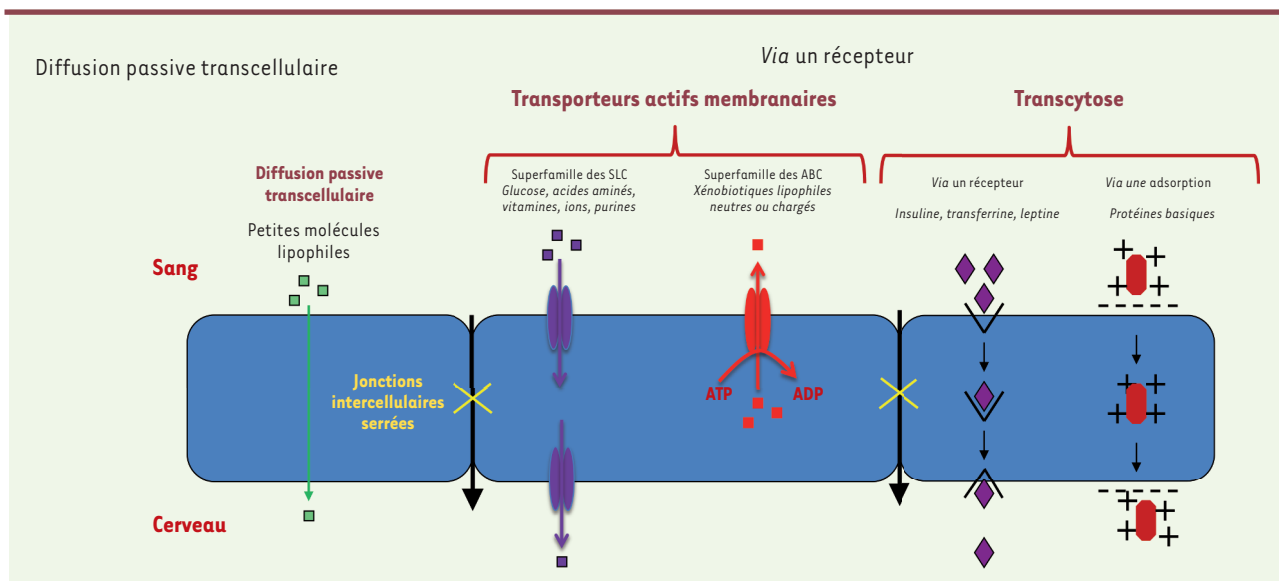 Diffusion passive transcellulaire
Via un récepteur
Transporteurs actifs membranaires
Transcytose
Diffusion passive
transcellulaire
Petites molécules
lipophiles
Superfamille des SLC
Glucose, acides aminés,
vitamines, ions, purines
Superfamille des ABC
Xénobiotiques lipophiles
neutres ou chargés
Via un récepteur
Insuline, transferrine, leptine
Via une adsorption
Protéines basiques
Sang
Jonctions
intercellulaires
serrées
ATP
ADP
Cerveau